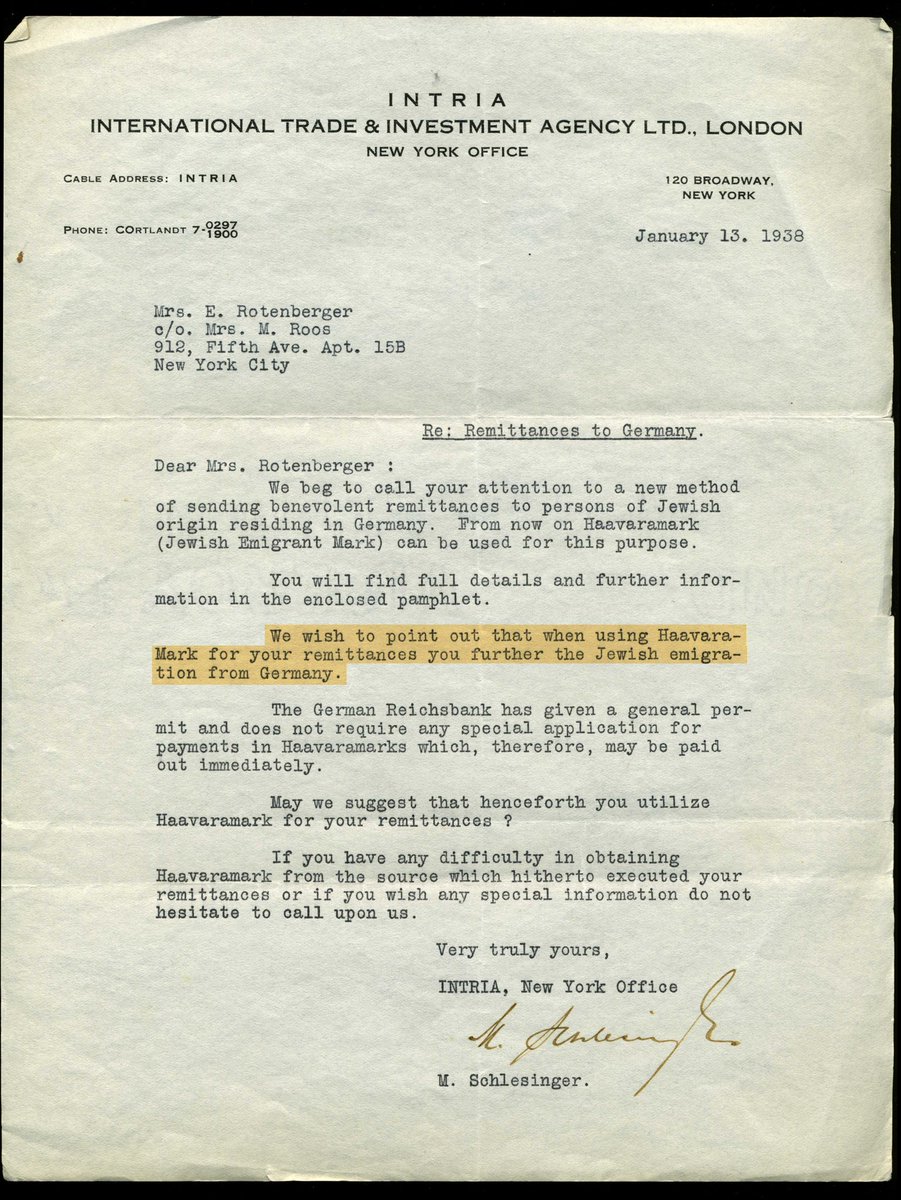 INTRIA
INTERNATIONAL TRADE & INVESTMENT AGENCY LTD., LONDON
NEW YORK OFFICE
CABLE ADDRESS: INTRIA
120 BROADWAY,
NEW YORK
PHONE: CORTLANDT 7-0297
1900
January 13. 1938
Mrs. E. Rotenberger
c/o. Mrs. M. Roos
912, Fifth Ave. Apt. 15B
New York City
Re: Remittances to Germany.
Dear Mrs. Rotenberger :
We beg to call your attention to a new method
of sending benevolent remittances to persons of Jewish
origin residing in Germany. From now on Haavaramark
(Jewish Emigrant Mark) can be used for this purpose.
You will find full details and further infor-
mation in the enclosed pamphlet.
We wish to point out that when using Haavara-
Mark for your remittances you further the Jewish emigra-
tion from Germany.
The German Reichsbank has given a general per-
mit and does not require any special application for
payments in Haavaramarks which, therefore, may be paid
out immediately.
May we suggest that henceforth you utilize
Haavaramark for your remittances ?
If you have any difficulty in obtaining
Haavaramark from the source which hitherto executed your
remittances or if you wish any special information do not
hesitate to call upon us.
Very truly yours,
INTRIA, New York Office
M. Schlesinger
M. Schlesinger.